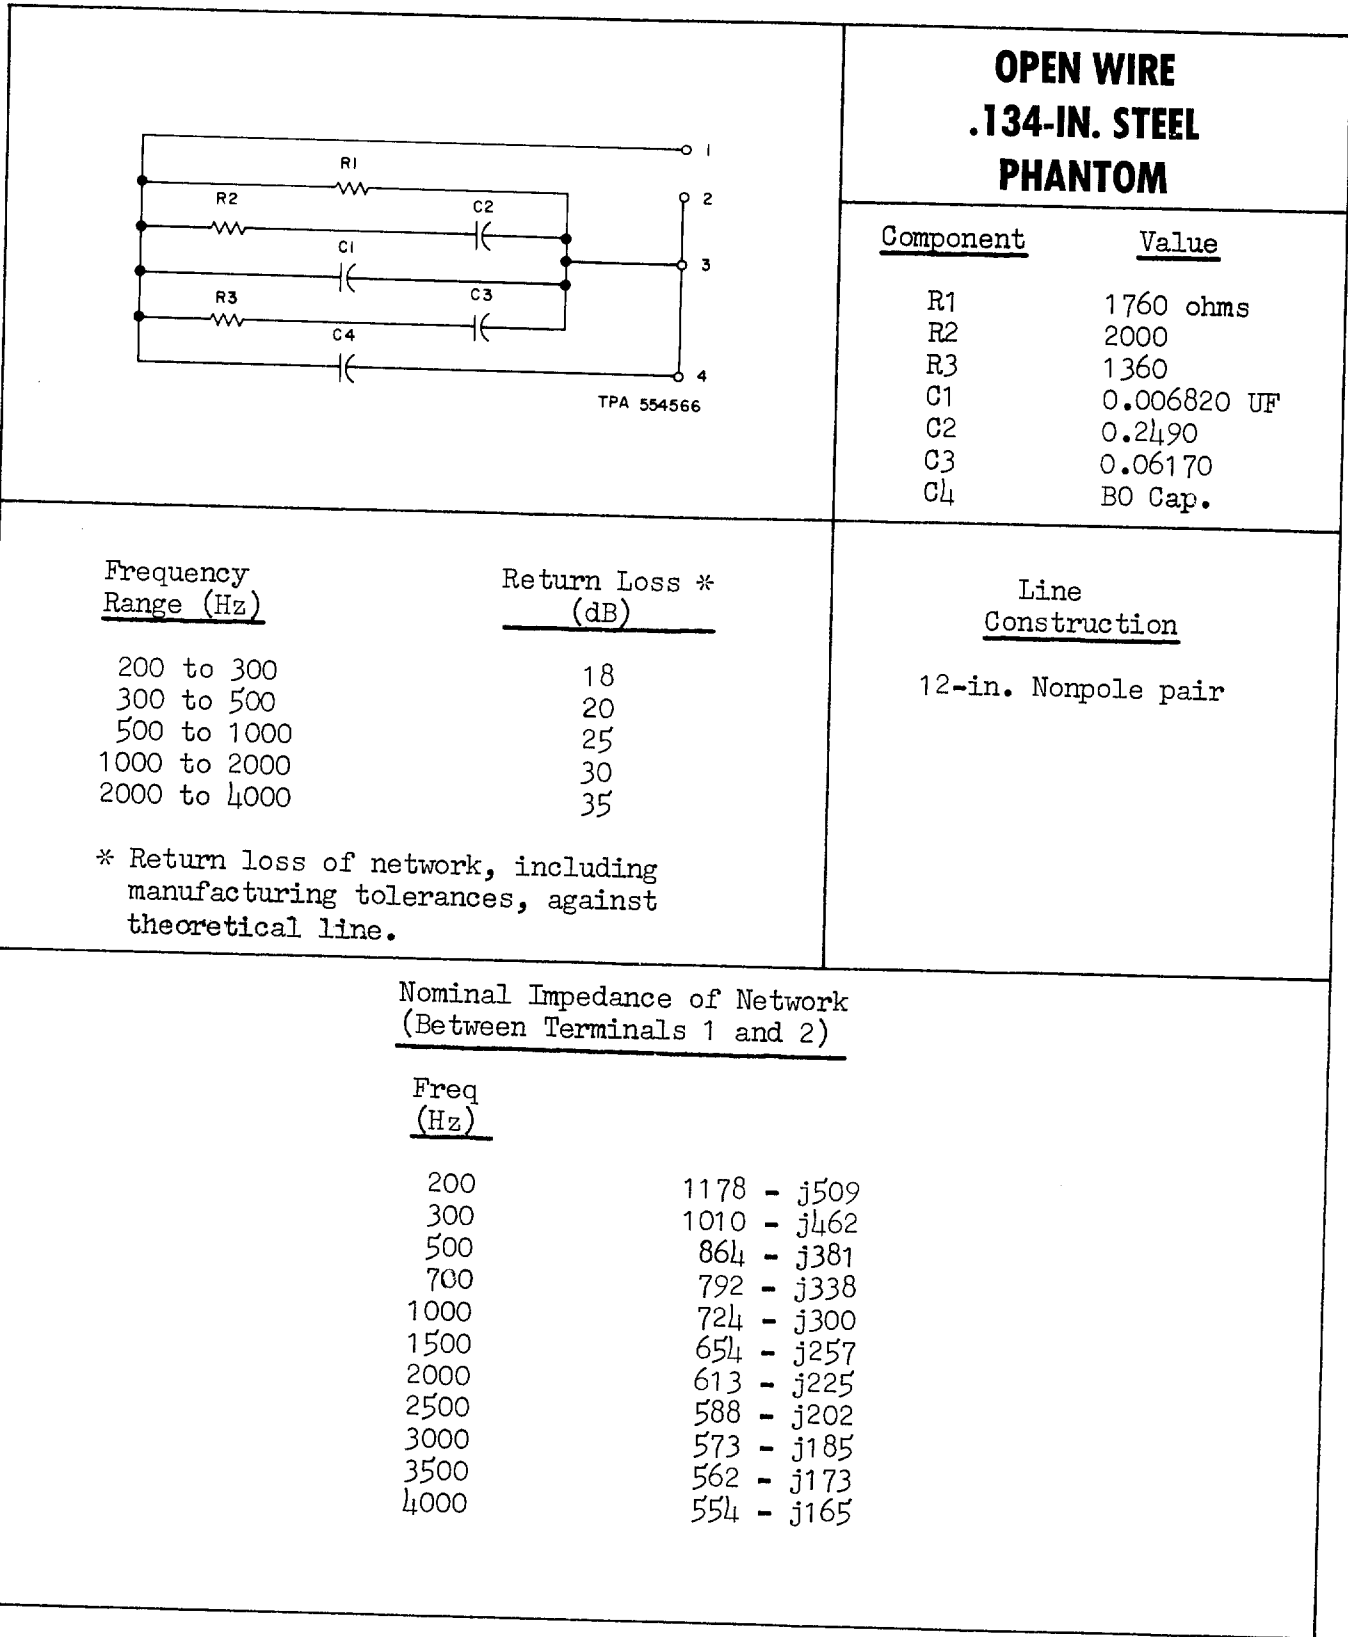 OPEN WIRE
.134-IN. STEEL
PHANTOM
1
R1
2
R2
C2
C1
3
R3
C3
C4
4
TPA 554566
Component Value
R1 1760 ohms
R2 2000
R3 1360
C1 0.006820 UF
C2 0.2490
C3 0.06170
C4 BO Cap.
Frequency
Range (Hz)
Return Loss *
(dB)
200 to 300 18
300 to 500 20
500 to 1000 25
1000 to 2000 30
2000 to 4000 35
* Return loss of network, including
manufacturing tolerances, against
theoretical line.
Line
Construction
12-in. Nonpole pair
Nominal Impedance of Network
(Between Terminals 1 and 2)
Freq
(Hz)
200 1178 - j509
300 1010 - j462
500 864 - j381
700 792 - j338
1000 724 - j300
1500 654 - j257
2000 613 - j225
2500 588 - j202
3000 573 - j185
3500 562 - j173
4000 554 - j165